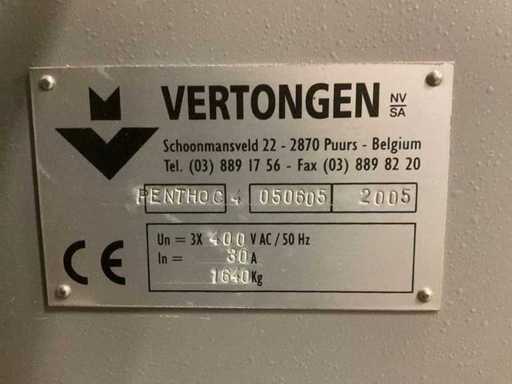 VERTONGEN NV SA
Schoonmansveld 22 - 2870 Puurs - Belgium
Tel. (03) 889 17 56 - Fax (03) 889 82 20
PENTHO C 4 050605 2005
Un = 3X 400 V AC / 50 Hz
In = 30 A
1640 Kg
CE